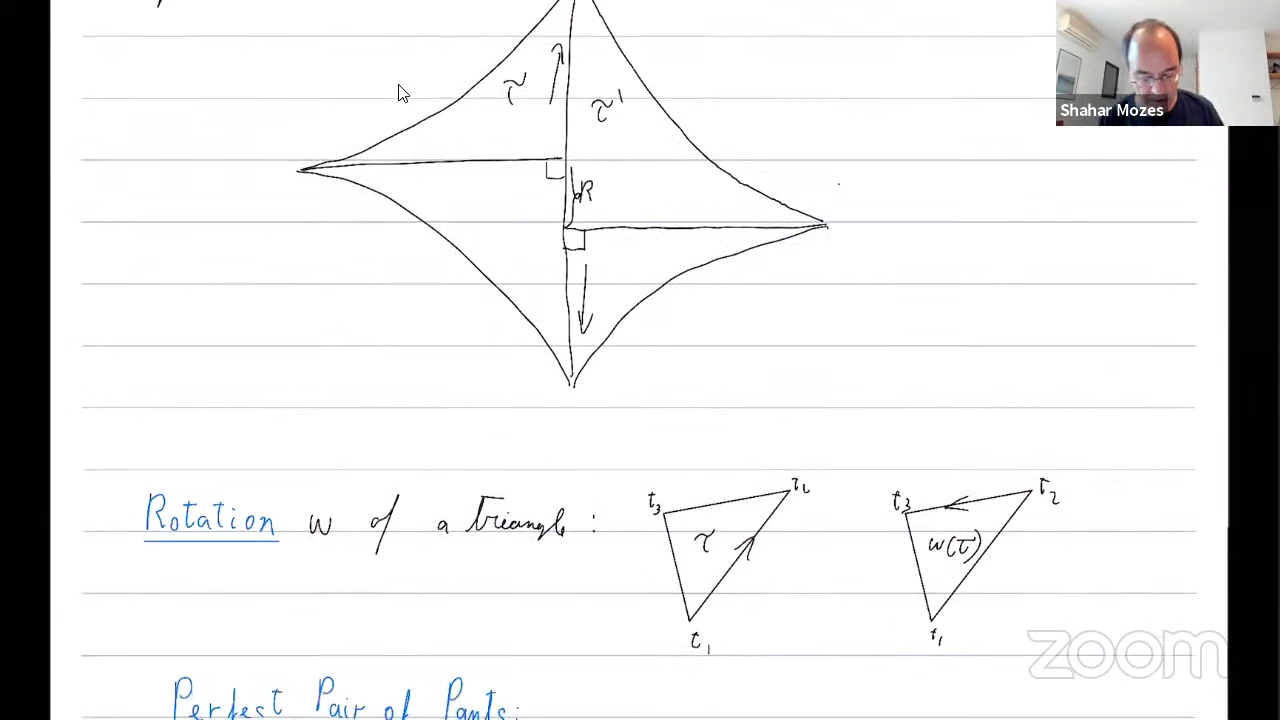 Shahar Mozes
τ
τ'
R
Rotation w of a triangle:
t₃
t₂
τ
t₁
t₃
t₂
w(τ)
t₁
zoom
Perfect Pair of Pants: